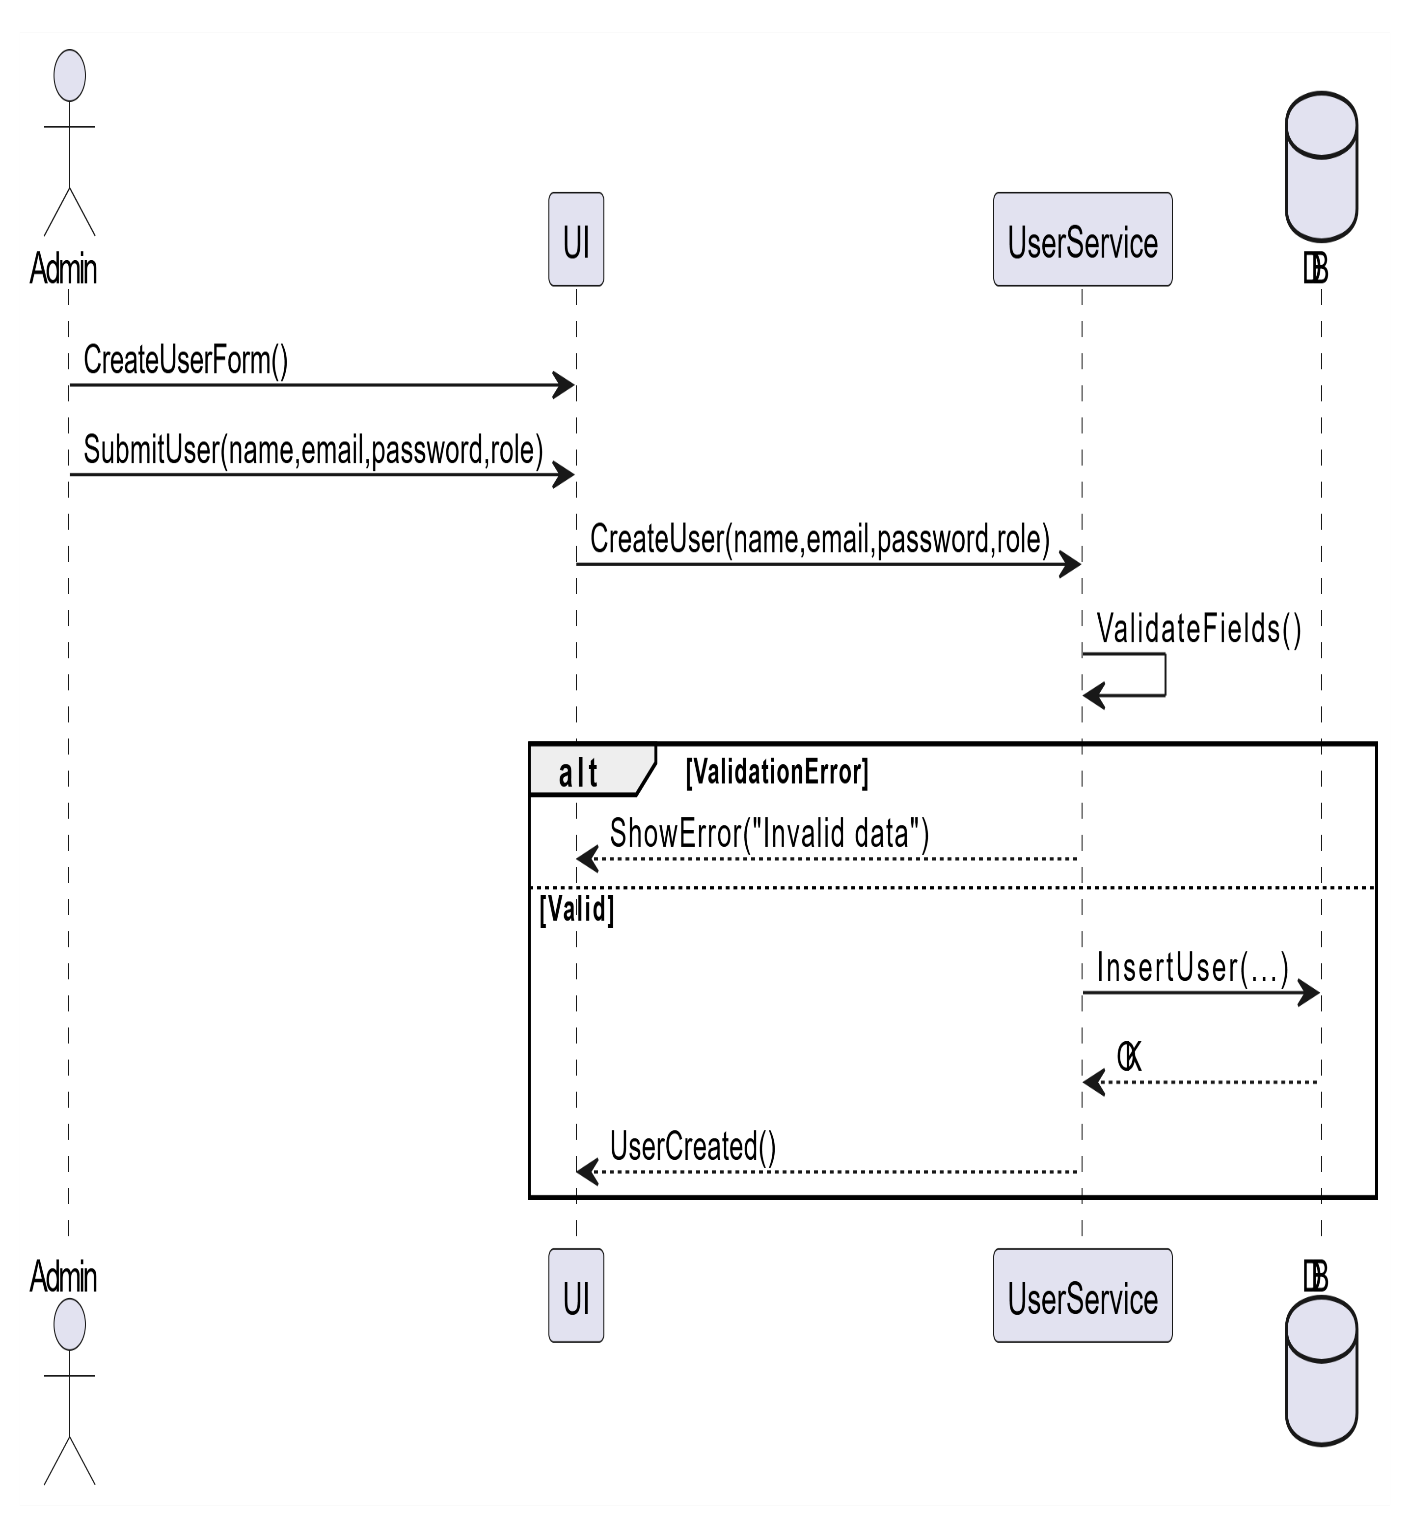 Admin
UI
UserService
DB
CreateUserForm()
SubmitUser(name,email,password,role)
CreateUser(name,email,password,role)
ValidateFields()
alt [ValidationError]
ShowError("Invalid data")
[Valid]
InsertUser(...)
OK
UserCreated()
Admin
UI
UserService
DB